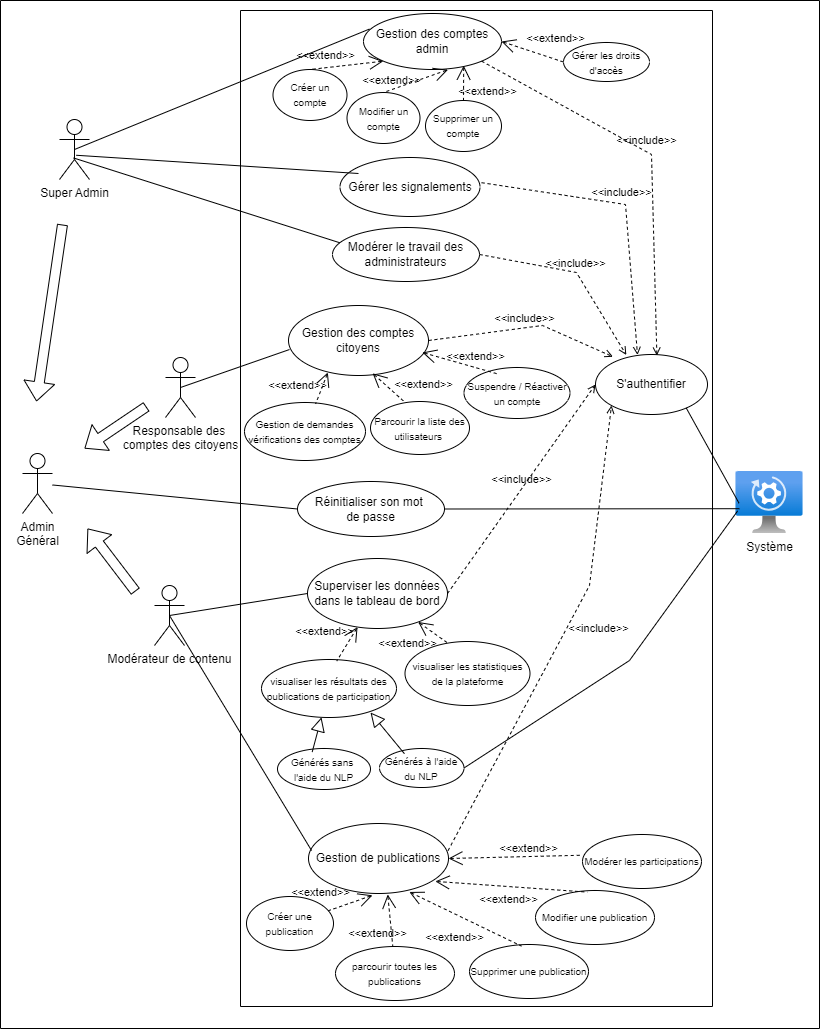 Gestion des comptes
admin
<<extend>>
<<extend>>
Gérer les droits
d'accès
Créer un
compte
<<extend>>
Modifier un
compte
<<extend>>
Supprimer un
compte
<<include>>
Super Admin
Gérer les signalements
<<include>>
Modérer le travail des
administrateurs
<<include>>
Gestion des comptes
citoyens
<<include>>
<<extend>>
<<extend>>
<<extend>>
Suspendre / Réactiver
un compte
S'authentifier
Responsable des
comptes des citoyens
Gestion de demandes
vérifications des comptes
Parcourir la liste des
utilisateurs
<<include>>
Admin
Général
Réinitialiser son mot
de passe
Système
Superviser les données
dans le tableau de bord
<<extend>>
<<extend>>
<<include>>
Modérateur de contenu
visualiser les résultats des
publications de participation
visualiser les statistiques
de la plateforme
Générés sans
l'aide du NLP
Générés à l'aide
du NLP
Gestion de publications
<<extend>>
Modérer les participations
<<extend>>
<<extend>>
Créer une
publication
Modifier une publication
<<extend>>
<<extend>>
parcourir toutes les
publications
Supprimer une publication